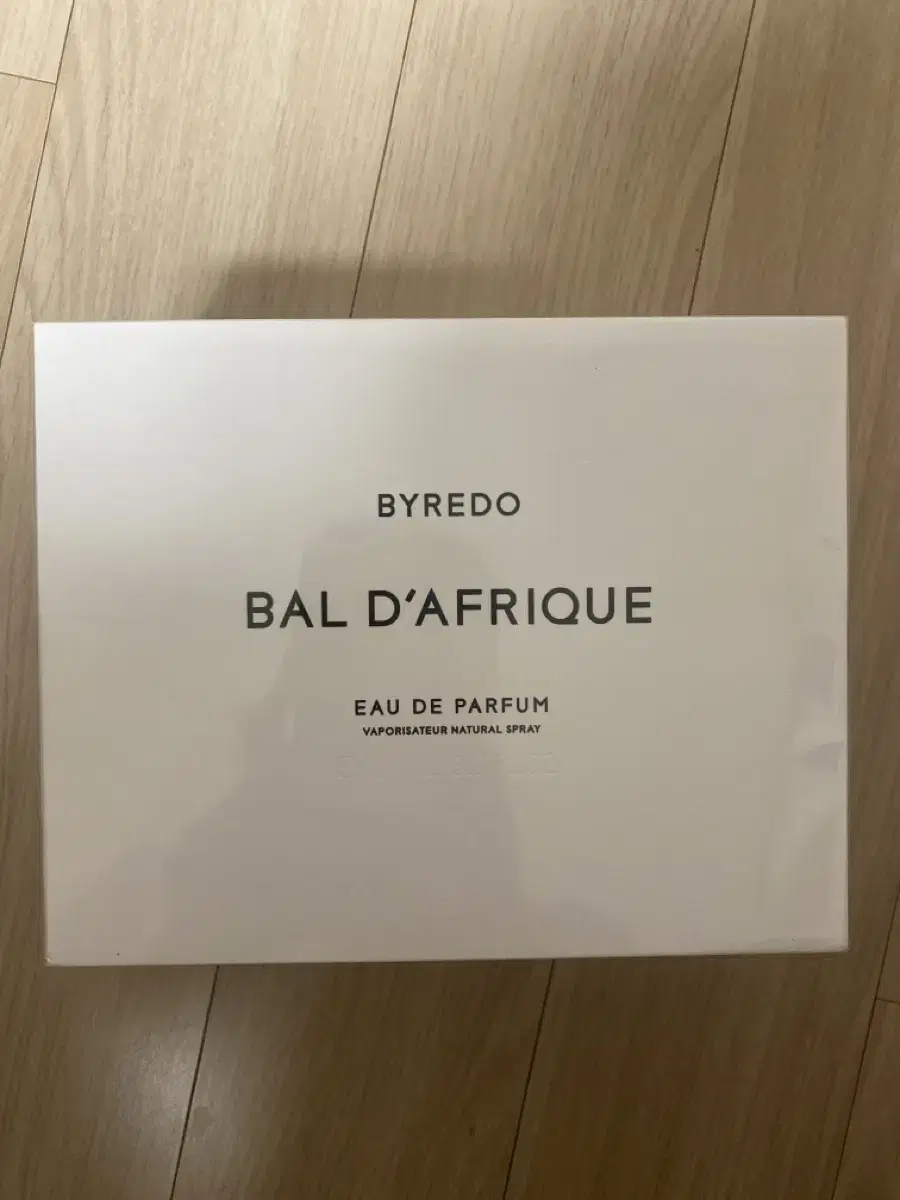 BYREDO
BAL D'AFRIQUE
EAU DE PARFUM
VAPORISATEUR NATURAL SPRAY